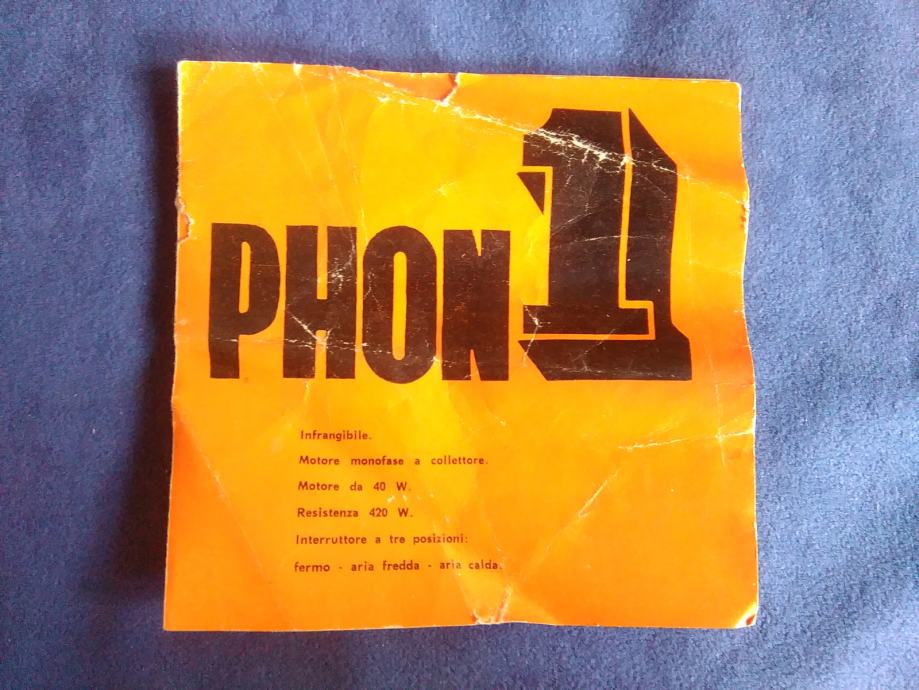 PHON 1
Infrangibile.
Motore monofase a collettore.
Motore da 40 W.
Resistenza 420 W.
Interruttore a tre posizioni:
fermo - aria fredda - aria calda.